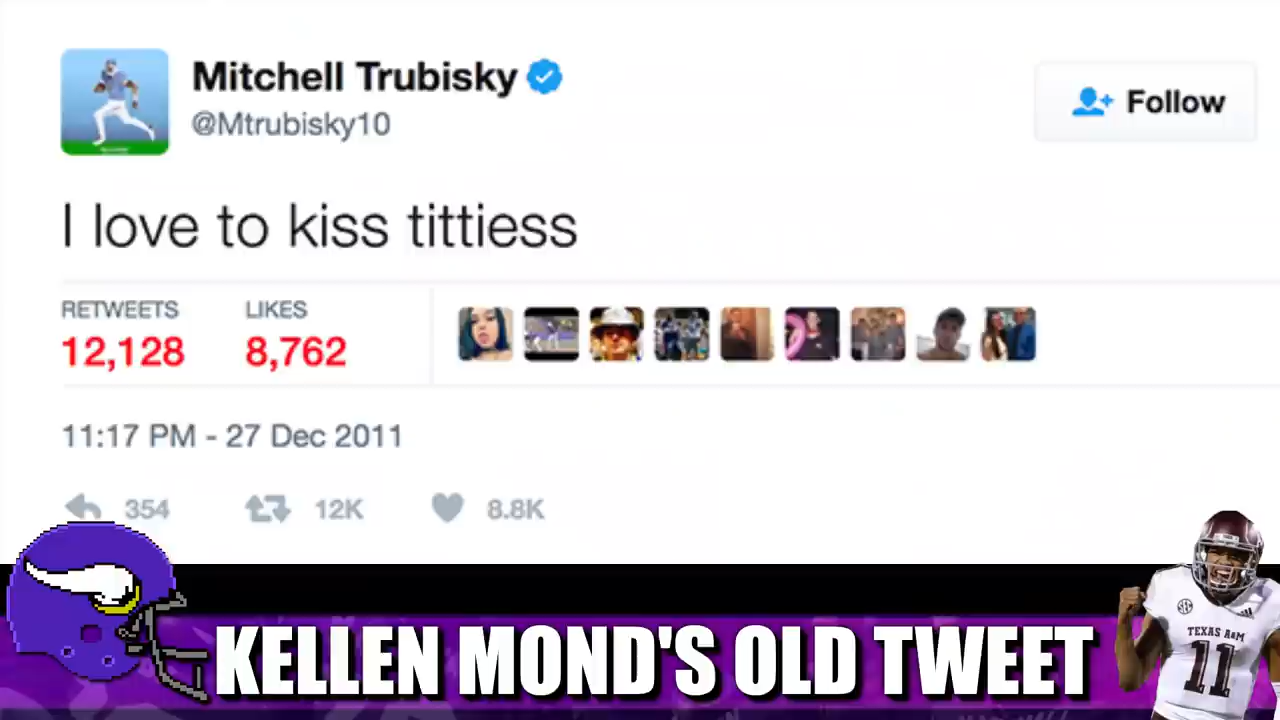 Mitchell Trubisky
@Mtrubisky10
Follow
I love to kiss tittiess
RETWEETS LIKES
12,128 8,762
11:17 PM - 27 Dec 2011
354 12K 8.8K
KELLEN MOND'S OLD TWEET
SEC
TEXAS A&M
11